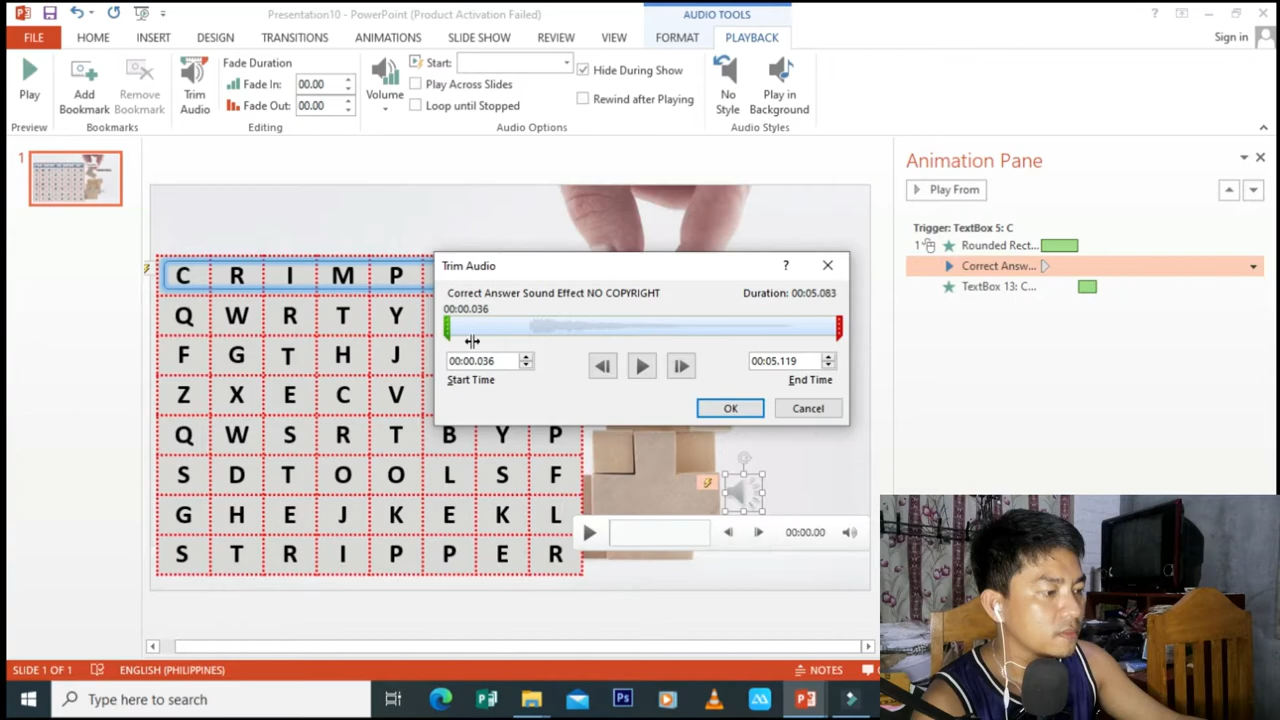 Presentation10 - PowerPoint (Product Activation Failed)
AUDIO TOOLS
?
FILE HOME INSERT DESIGN TRANSITIONS ANIMATIONS SLIDE SHOW REVIEW VIEW FORMAT PLAYBACK
Sign in
Play
Preview
Add Bookmark
Remove Bookmark
Bookmarks
Trim Audio
Fade Duration
Fade In: 00.00
Fade Out: 00.00
Editing
Volume
Start:
Play Across Slides
Loop until Stopped
Hide During Show
Rewind after Playing
Audio Options
No Style
Play in Background
Audio Styles
1
C R I M P
Q W R T Y
F G T H J
Z X E C V
Q W S R T B Y P
S D T O O L S F
G H E J K E K L
S T R I P P E R
Trim Audio
?
Correct Answer Sound Effect NO COPYRIGHT Duration: 00:05.083
00:00.036
00:00.036 00:05.119
Start Time End Time
OK Cancel
00:00.00
Animation Pane
Play From
Trigger: TextBox 5: C
1 Rounded Rect...
Correct Answ...
TextBox 13: C...
SLIDE 1 OF 1 ENGLISH (PHILIPPINES) NOTES
Type here to search
Ps